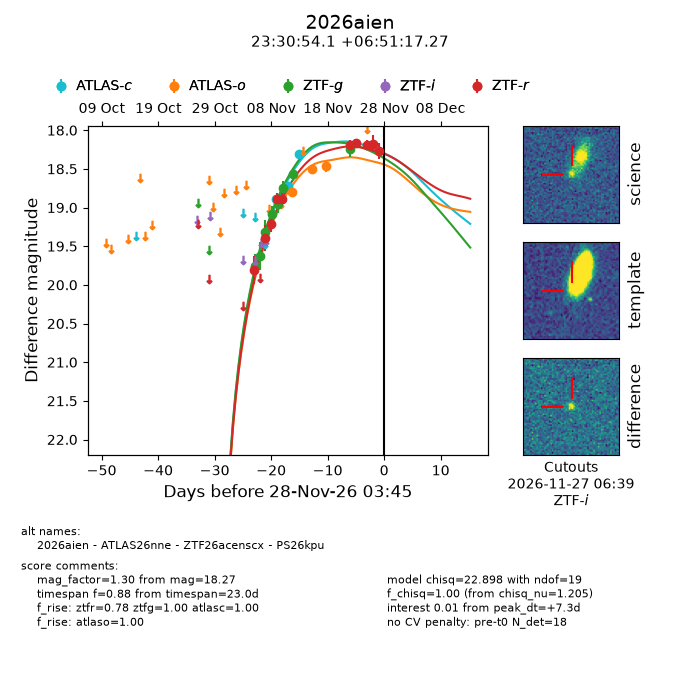 2026aien
23:30:54.1 +06:51:17.27
ATLAS-c ATLAS-o ZTF-g ZTF-i ZTF-r
09 Oct 19 Oct 29 Oct 08 Nov 18 Nov 28 Nov 08 Dec
18.0
18.5
19.0
19.5
20.0
20.5
21.0
21.5
22.0
Difference magnitude
−50 −40 −30 −20 −10 0 10
Days before 28-Nov-26 03:45
science
template
difference
Cutouts
2026-11-27 06:39
ZTF-i
alt names:
2026aien - ATLAS26nne - ZTF26acenscx - PS26kpu
score comments:
mag_factor=1.30 from mag=18.27
timespan f=0.88 from timespan=23.0d
f_rise: ztfr=0.78 ztfg=1.00 atlasc=1.00
f_rise: atlaso=1.00
model chisq=22.898 with ndof=19
f_chisq=1.00 (from chisq_nu=1.205)
interest 0.01 from peak_dt=+7.3d
no CV penalty: pre-t0 N_det=18